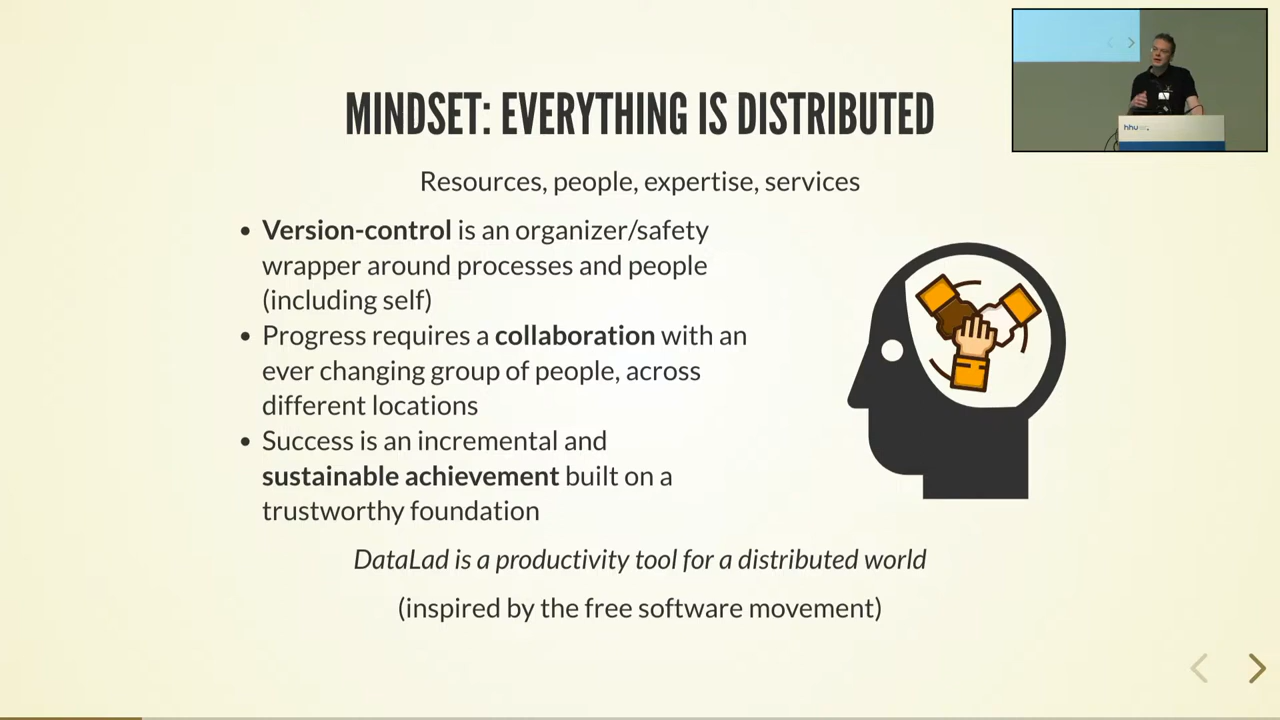 MINDSET: EVERYTHING IS DISTRIBUTED
Resources, people, expertise, services
• Version-control is an organizer/safety
wrapper around processes and people
(including self)
• Progress requires a collaboration with an
ever changing group of people, across
different locations
• Success is an incremental and
sustainable achievement built on a
trustworthy foundation
DataLad is a productivity tool for a distributed world
(inspired by the free software movement)
hhu